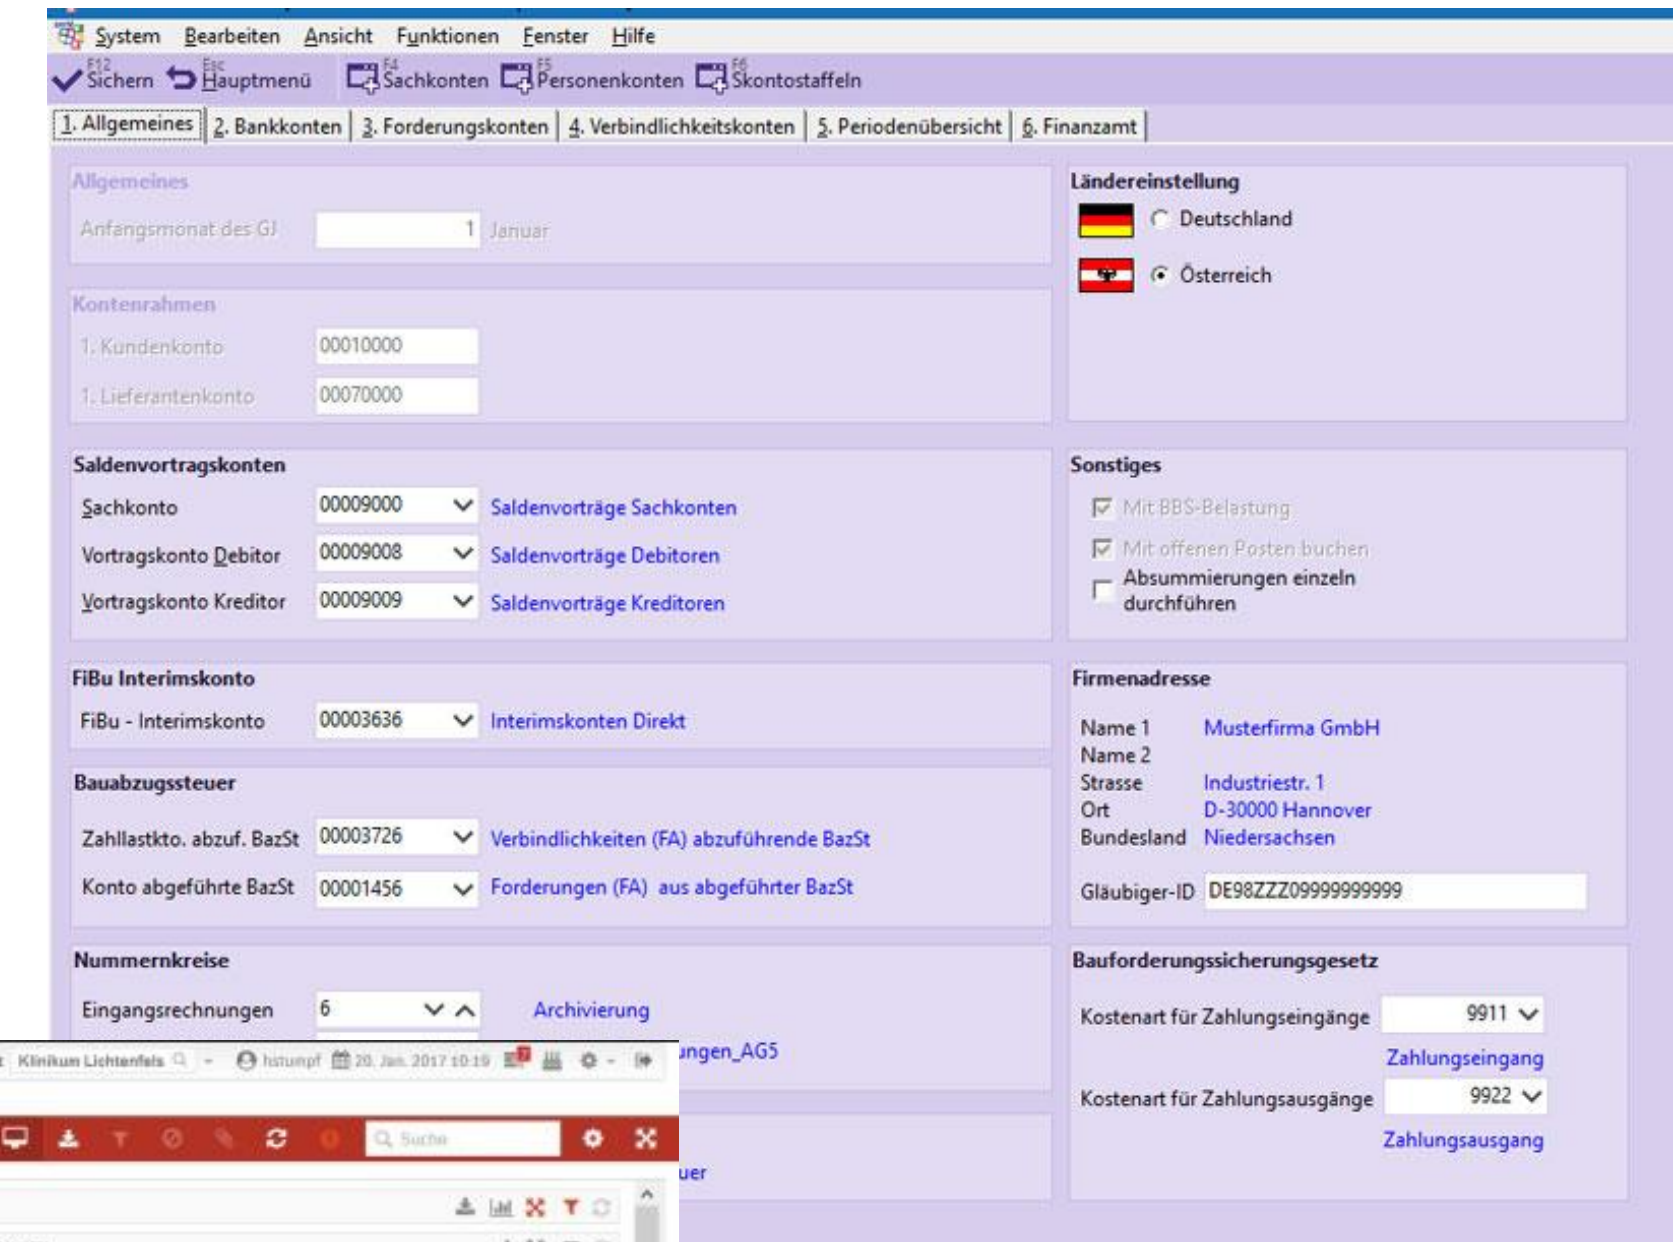 System Bearbeiten Ansicht Funktionen Fenster Hilfe
F12 Sichern Esc Hauptmenü F4 Sachkonten F5 Personenkonten F6 Skontostaffeln
1. Allgemeines 2. Bankkonten 3. Forderungskonten 4. Verbindlichkeitskonten 5. Periodenübersicht 6. Finanzamt
Allgemeines
Anfangsmonat des GJ 1 Januar
Kontenrahmen
1. Kundenkonto 00010000
1. Lieferantenkonto 00070000
Ländereinstellung
Deutschland
Österreich
Saldenvortragskonten
Sachkonto 00009000 Saldenvorträge Sachkonten
Vortragskonto Debitor 00009008 Saldenvorträge Debitoren
Vortragskonto Kreditor 00009009 Saldenvorträge Kreditoren
Sonstiges
Mit BBS-Belastung
Mit offenen Posten buchen
Absummierungen einzeln
durchführen
FiBu Interimskonto
FiBu - Interimskonto 00003636 Interimskonten Direkt
Bauabzugssteuer
Zahllastkto. abzuf. BazSt 00003726 Verbindlichkeiten (FA) abzuführende BazSt
Konto abgeführte BazSt 00001456 Forderungen (FA) aus abgeführter BazSt
Firmenadresse
Name 1 Musterfirma GmbH
Name 2
Strasse Industriestr. 1
Ort D-30000 Hannover
Bundesland Niedersachsen
Gläubiger-ID DE98ZZZ09999999999
Nummernkreise
Eingangsrechnungen 6 Archivierung
ungen_AG5
uer
Bauforderungssicherungsgesetz
Kostenart für Zahlungseingänge 9911
Zahlungseingang
Kostenart für Zahlungsausgänge 9922
Zahlungsausgang
Klinikum Lichtenfels hstumpf 20. Jan. 2017 10:19 7
Suche